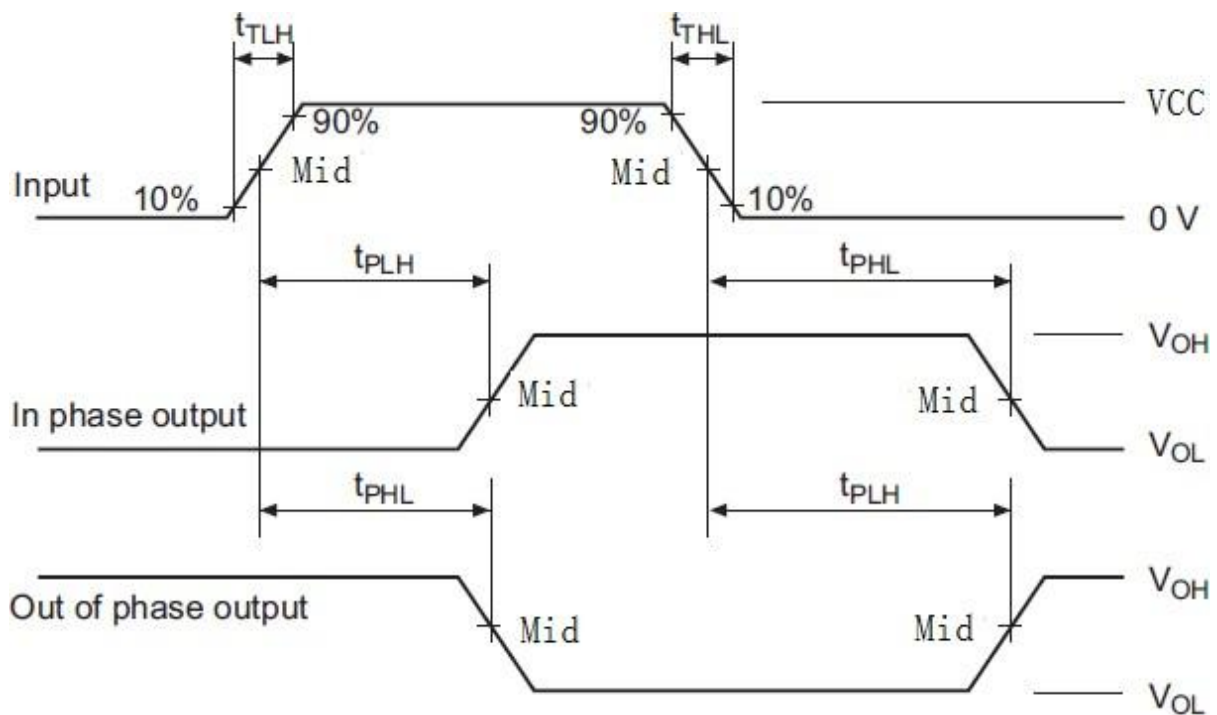 tTLH
tTHL
VCC
90%
90%
Mid
Mid
Input
10%
10%
0 V
tPLH
tPHL
VOH
Mid
Mid
In phase output
VOL
tPHL
tPLH
VOH
Out of phase output
Mid
Mid
VOL